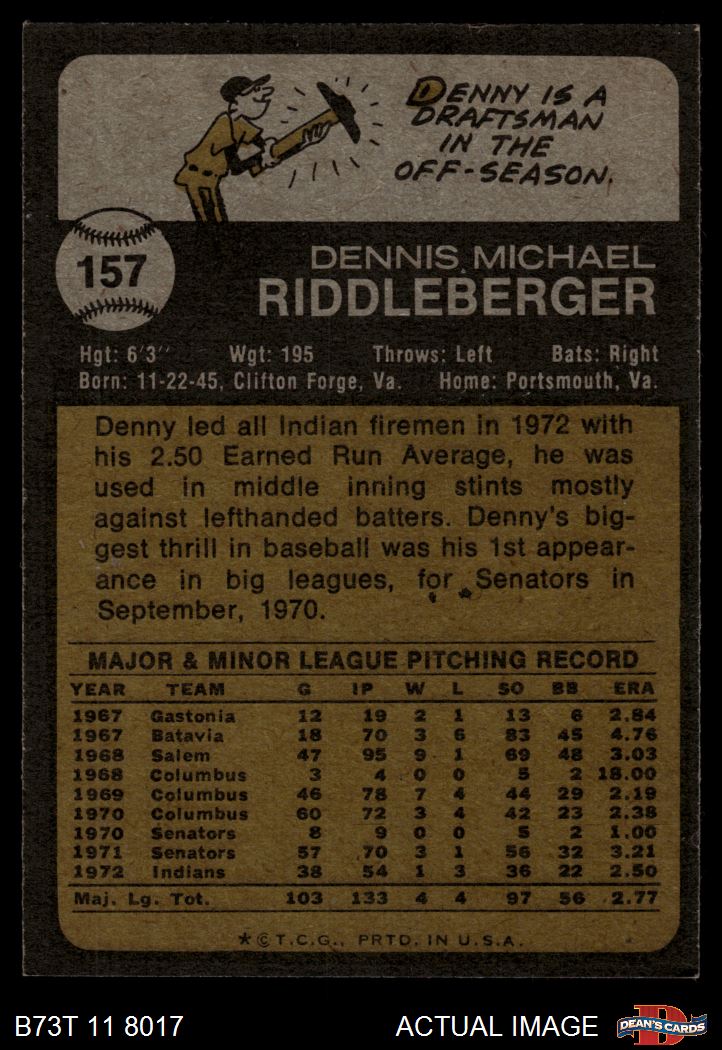 DENNY IS A
DRAFTSMAN
IN THE
OFF-SEASON.
157
DENNIS MICHAEL
RIDDLEBERGER
Hgt: 6'3" Wgt: 195 Throws: Left Bats: Right
Born: 11-22-45, Clifton Forge, Va. Home: Portsmouth, Va.
Denny led all Indian firemen in 1972 with
his 2.50 Earned Run Average, he was
used in middle inning stints mostly
against lefthanded batters. Denny's big-
gest thrill in baseball was his 1st appear-
ance in big leagues, for Senators in
September, 1970.
MAJOR & MINOR LEAGUE PITCHING RECORD
YEAR TEAM G IP W L SO BB ERA
1967 Gastonia 12 19 2 1 13 6 2.84
1967 Batavia 18 70 3 6 83 45 4.76
1968 Salem 47 95 9 1 69 48 3.03
1968 Columbus 3 4 0 0 5 2 18.00
1969 Columbus 46 78 7 4 44 29 2.19
1970 Columbus 60 72 3 4 42 23 2.38
1970 Senators 8 9 0 0 5 2 1.00
1971 Senators 57 70 3 1 56 32 3.21
1972 Indians 38 54 1 3 36 22 2.50
Maj. Lg. Tot. 103 133 4 4 97 56 2.77
*© T.C.G., PRTD. IN U.S.A.
B73T 11 8017 ACTUAL IMAGE
D
DEAN'S CARDS